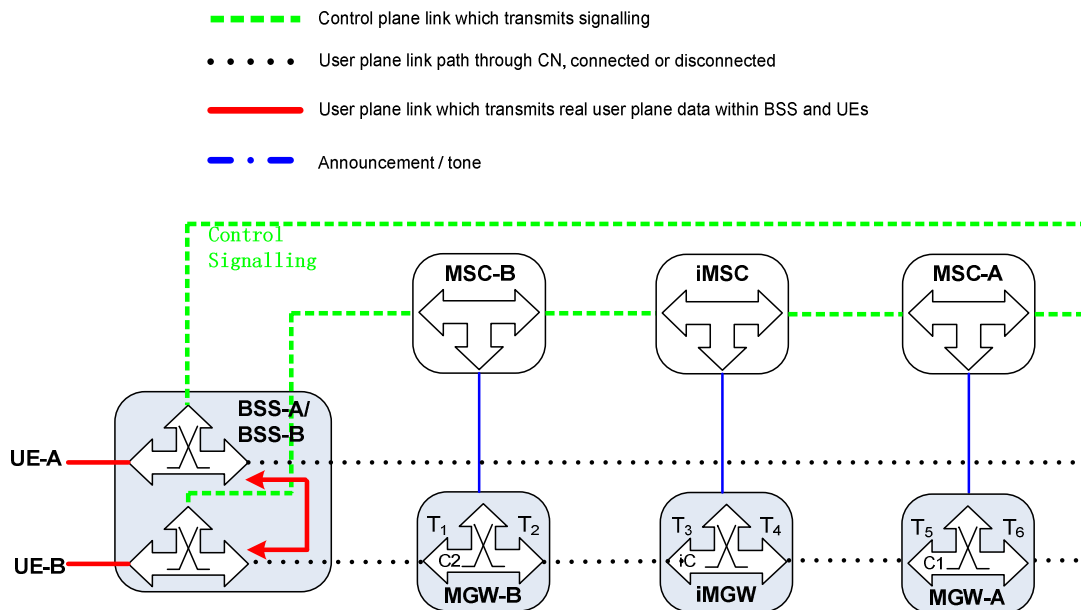 Control plane link which transmits signalling
User plane link path through CN, connected or disconnected
User plane link which transmits real user plane data within BSS and UEs
Announcement / tone
Control
Signalling
MSC-B
iMSC
MSC-A
BSS-A/
BSS-B
UE-A
UE-B
T1 T2
C2
MGW-B
T3 T4
iC
iMGW
T5 T6
C1
MGW-A